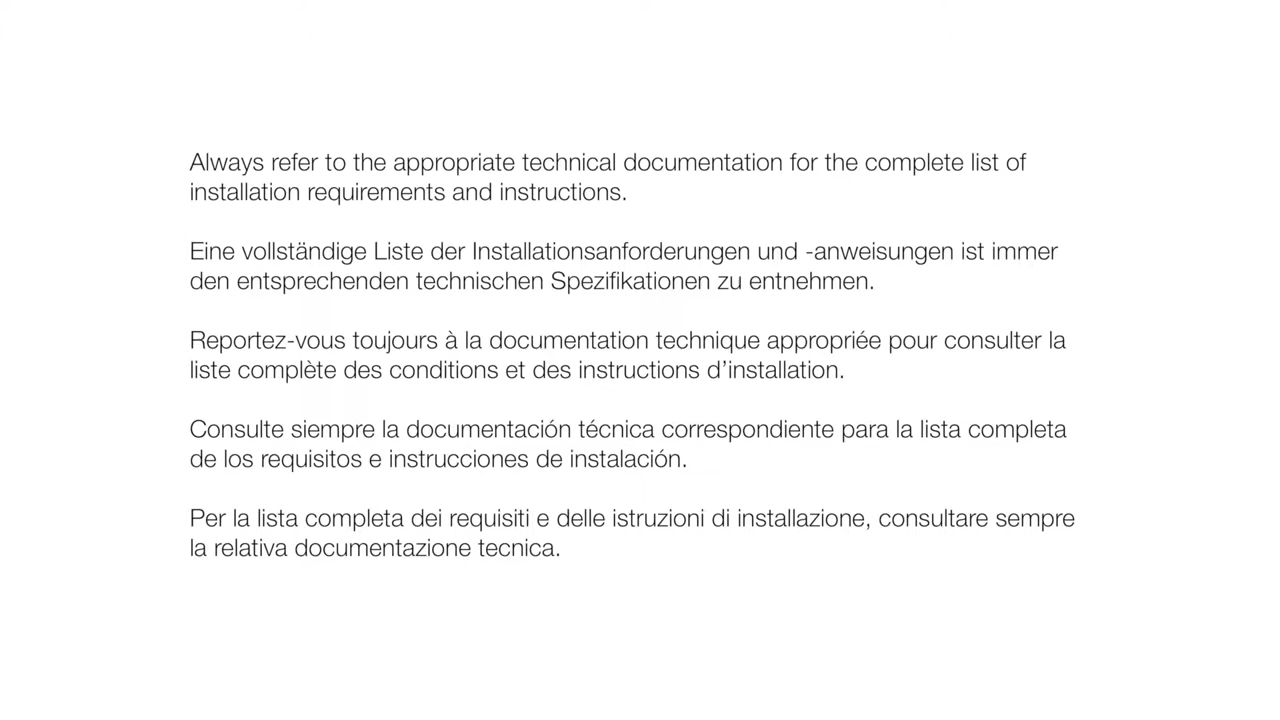 Always refer to the appropriate technical documentation for the complete list of
installation requirements and instructions.
Eine vollständige Liste der Installationsanforderungen und -anweisungen ist immer
den entsprechenden technischen Spezifikationen zu entnehmen.
Reportez-vous toujours à la documentation technique appropriée pour consulter la
liste complète des conditions et des instructions d’installation.
Consulte siempre la documentación técnica correspondiente para la lista completa
de los requisitos e instrucciones de instalación.
Per la lista completa dei requisiti e delle istruzioni di installazione, consultare sempre
la relativa documentazione tecnica.